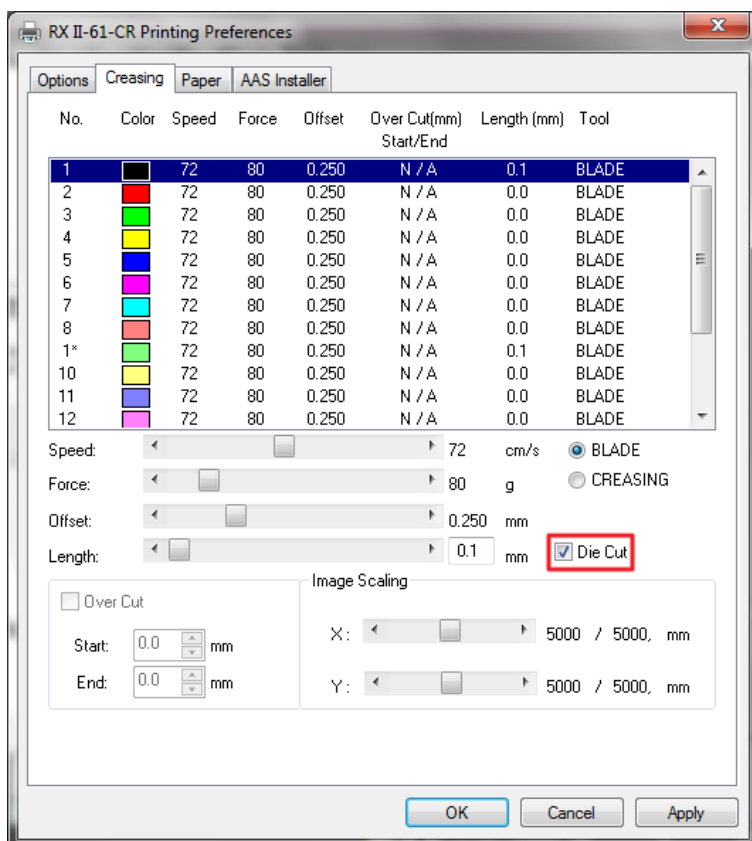 RX II-61-CR Printing Preferences
Options Creasing Paper AAS Installer
No. Color Speed Force Offset Over Cut(mm) Length (mm) Tool
Start/End
1 72 80 0.250 N / A 0.1 BLADE
2 72 80 0.250 N / A 0.0 BLADE
3 72 80 0.250 N / A 0.0 BLADE
4 72 80 0.250 N / A 0.0 BLADE
5 72 80 0.250 N / A 0.0 BLADE
6 72 80 0.250 N / A 0.0 BLADE
7 72 80 0.250 N / A 0.0 BLADE
8 72 80 0.250 N / A 0.0 BLADE
1* 72 80 0.250 N / A 0.1 BLADE
10 72 80 0.250 N / A 0.0 BLADE
11 72 80 0.250 N / A 0.0 BLADE
12 72 80 0.250 N / A 0.0 BLADE
Speed: 72 cm/s BLADE
Force: 80 g CREASING
Offset: 0.250 mm
Length: 0.1 mm Die Cut
Over Cut Image Scaling
Start: 0.0 mm X: 5000 / 5000, mm
End: 0.0 mm Y: 5000 / 5000, mm
OK Cancel Apply